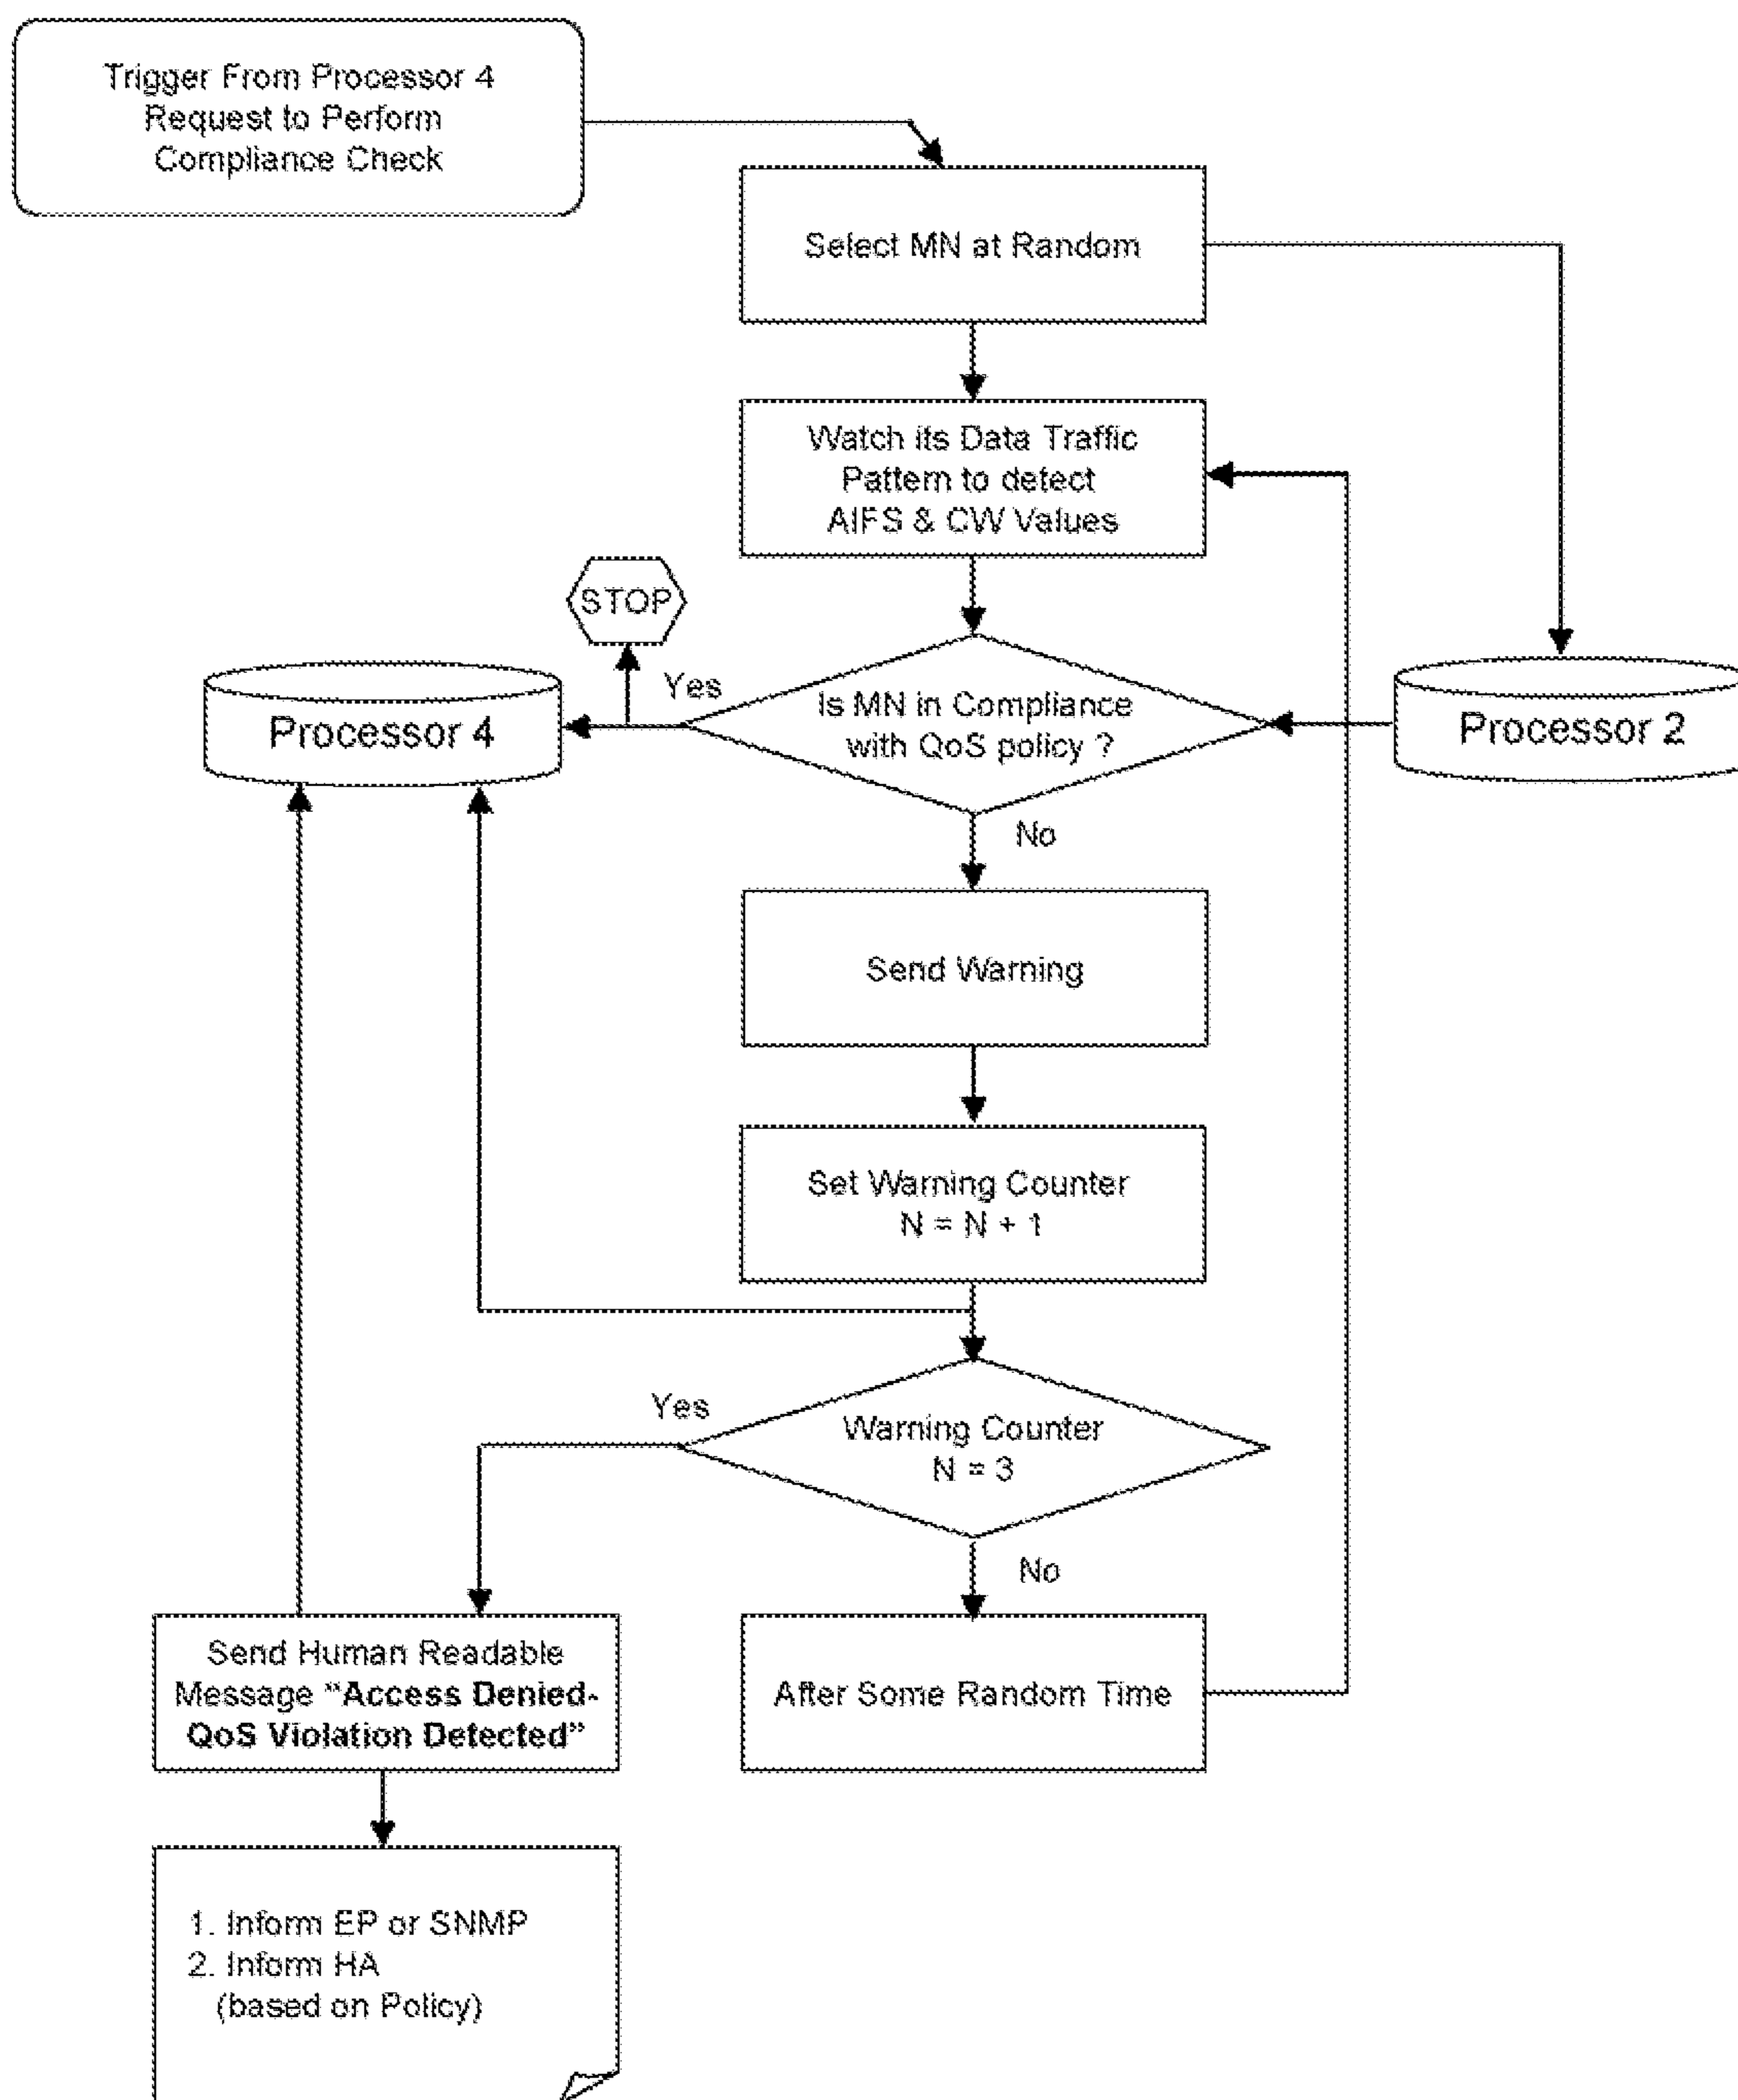 Trigger From Processor 4
Request to Perform
Compliance Check
Select MN at Random
Watch its Data Traffic
Pattern to detect
AIFS & CW Values
STOP
Yes
Processor 4
Is MN in Compliance
with QoS policy ?
Processor 2
No
Send Warning
Set Warning Counter
N = N + 1
Yes
Warning Counter
N = 3
No
Send Human Readable
Message "Access Denied-
QoS Violation Detected"
After Some Random Time
1. Inform EP or SNMP
2. Inform HA
(based on Policy)